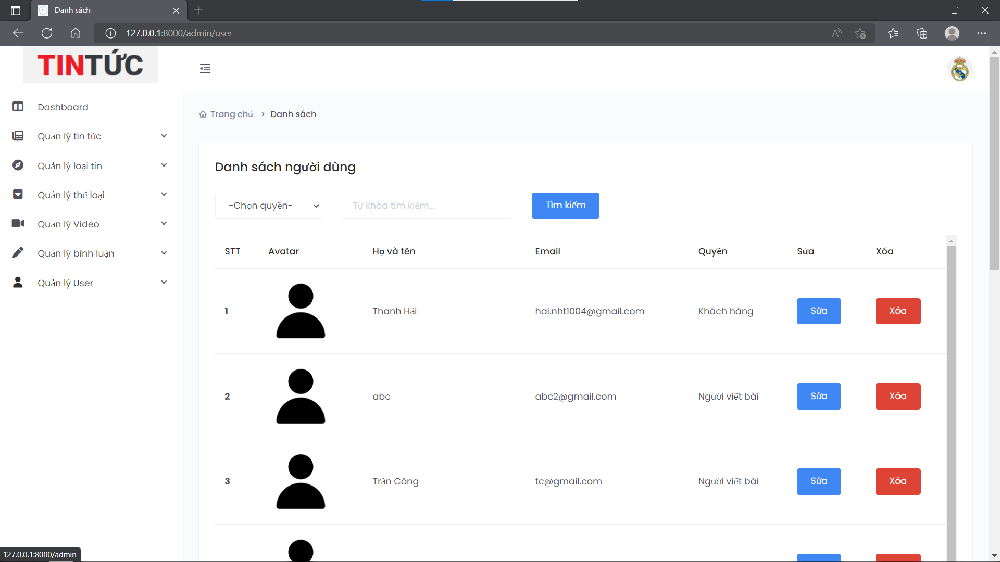 Danh sách
127.0.0.1:8000/admin/user
TINTỨC
Dashboard
Quản lý tin tức
Quản lý loại tin
Quản lý thể loại
Quản lý Video
Quản lý bình luận
Quản lý User
Trang chủ > Danh sách
Danh sách người dùng
-Chọn quyền- Từ khóa tìm kiếm... Tìm kiếm
STT Avatar Họ và tên Email Quyền Sửa Xóa
1 Thanh Hải hai.nht1004@gmail.com Khách hàng Sửa Xóa
2 abc abc2@gmail.com Người viết bài Sửa Xóa
3 Trần Công tc@gmail.com Người viết bài Sửa Xóa
127.0.0.1:8000/admin